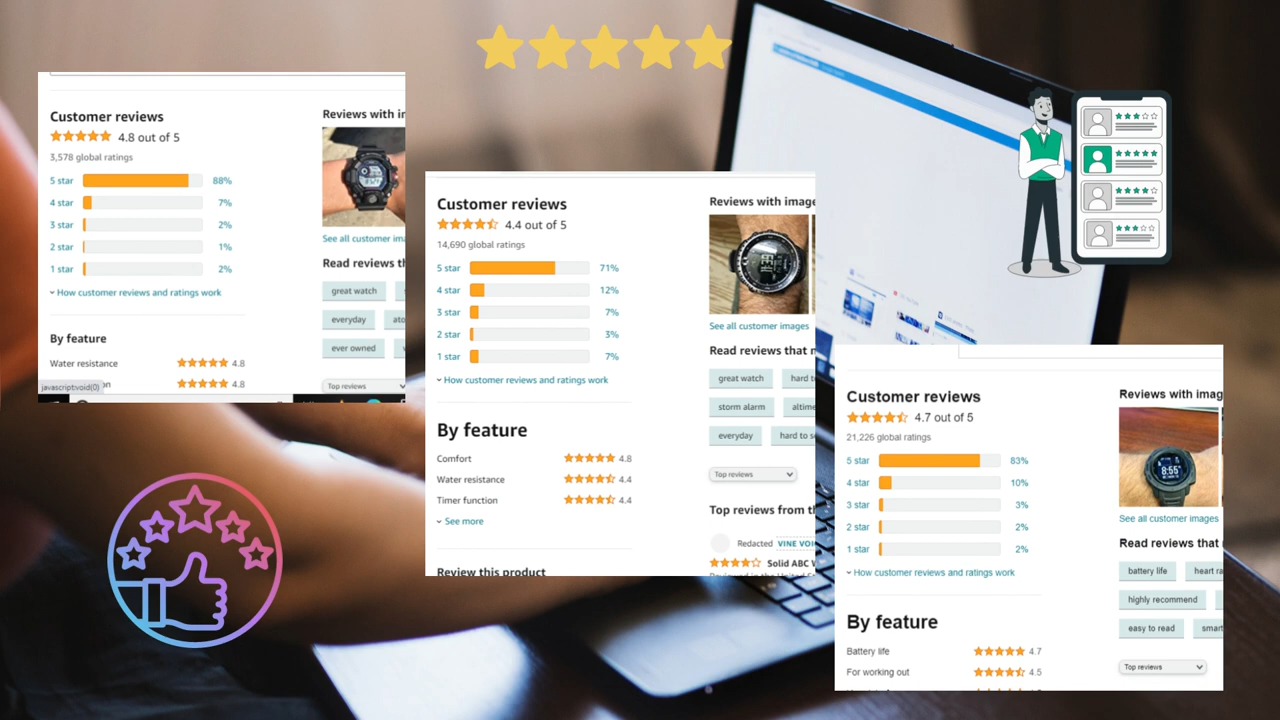 Customer reviews
4.8 out of 5
3,578 global ratings
5 star 88%
4 star 7%
3 star 2%
2 star 1%
1 star 2%
How customer reviews and ratings work
By feature
Water resistance 4.8
4.8
javascript:void(0)
Reviews with in
See all customer ima
Read reviews th
great watch
everyday ato
ever owned
Top reviews
Customer reviews
4.4 out of 5
14,690 global ratings
5 star 71%
4 star 12%
3 star 7%
2 star 3%
1 star 7%
How customer reviews and ratings work
By feature
Comfort 4.8
Water resistance 4.4
Timer function 4.4
See more
Review this product
Reviews with image
See all customer images
Read reviews that n
great watch hard t
storm alarm altime
everyday hard to s
Top reviews
Top reviews from t
Redacted VINE VOI
Solid ABC W
Customer reviews
4.7 out of 5
21,226 global ratings
5 star 83%
4 star 10%
3 star 3%
2 star 2%
1 star 2%
How customer reviews and ratings work
By feature
Battery life 4.7
For working out 4.5
Reviews with imag
8:55
See all customer images
Read reviews that
battery life heart ra
highly recommend
easy to read smart
Top reviews